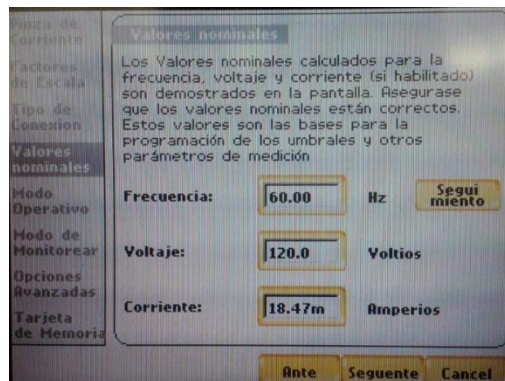 Pinza de
Corriente
Factores
de Escala
Tipo de
Conexion
Valores
nominales
Modo
Operativo
Modo de
Monitorear
Opciones
Avanzadas
Tarjeta
de Memoria
Valores nominales
Los Valores nominales calculados para la
frecuencia, voltaje y corriente (si habilitado)
son demostrados en la pantalla. Asegurase
que los valores nominales están correctos.
Estos valores son las bases para la
programación de los umbrales y otros
parámetros de medición
Frecuencia: 60.00 Hz Segui
miento
Voltaje: 120.0 Voltios
Corriente: 18.47m Amperios
Ante Seguente Cancel